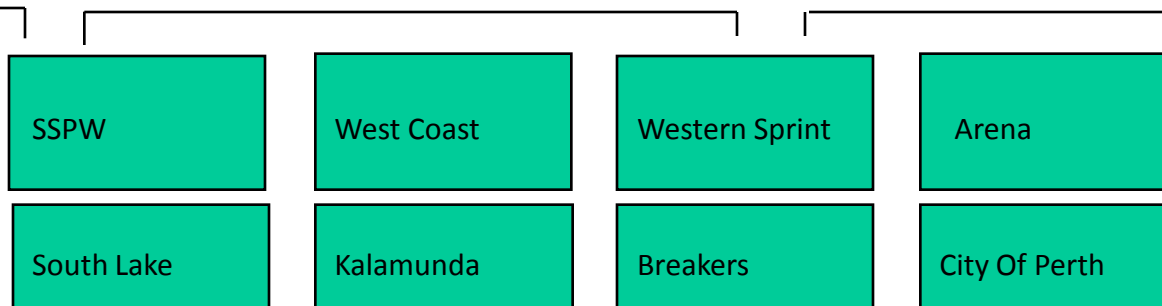 SSPW
West Coast
Western Sprint
Arena
South Lake
Kalamunda
Breakers
City Of Perth